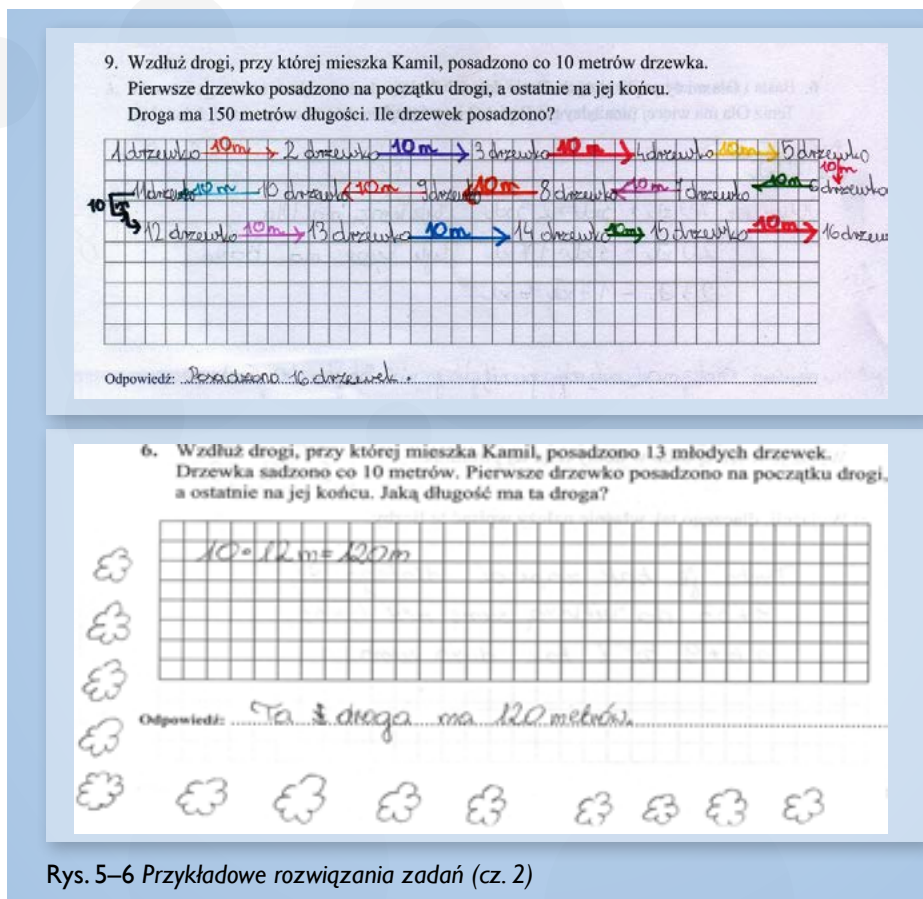 9. Wzdłuż drogi, przy której mieszka Kamil, posadzono co 10 metrów drzewka.
Pierwsze drzewko posadzono na początku drogi, a ostatnie na jej końcu.
Droga ma 150 metrów długości. Ile drzewek posadzono?
1 drzewko 10m 2 drzewko 10m 3 drzewko 10m 4 drzewko 10m 5 drzewko
10m
11 drzewko 10m 10 drzewko 10m 9 drzewko 10m 8 drzewko 10m 7 drzewko 10m 6 drzewko
10
12 drzewko 10m 13 drzewko 10m 14 drzewko 10m 15 drzewko 10m 16 drzew
Odpowiedź: Posadzono 16 drzewek.
6. Wzdłuż drogi, przy której mieszka Kamil, posadzono 13 młodych drzewek.
Drzewka sadzono co 10 metrów. Pierwsze drzewko posadzono na początku drogi,
a ostatnie na jej końcu. Jaką długość ma ta droga?
10 · 12 m = 120 m
Odpowiedź: Ta droga ma 120 metrów.
Rys. 5–6 Przykładowe rozwiązania zadań (cz. 2)